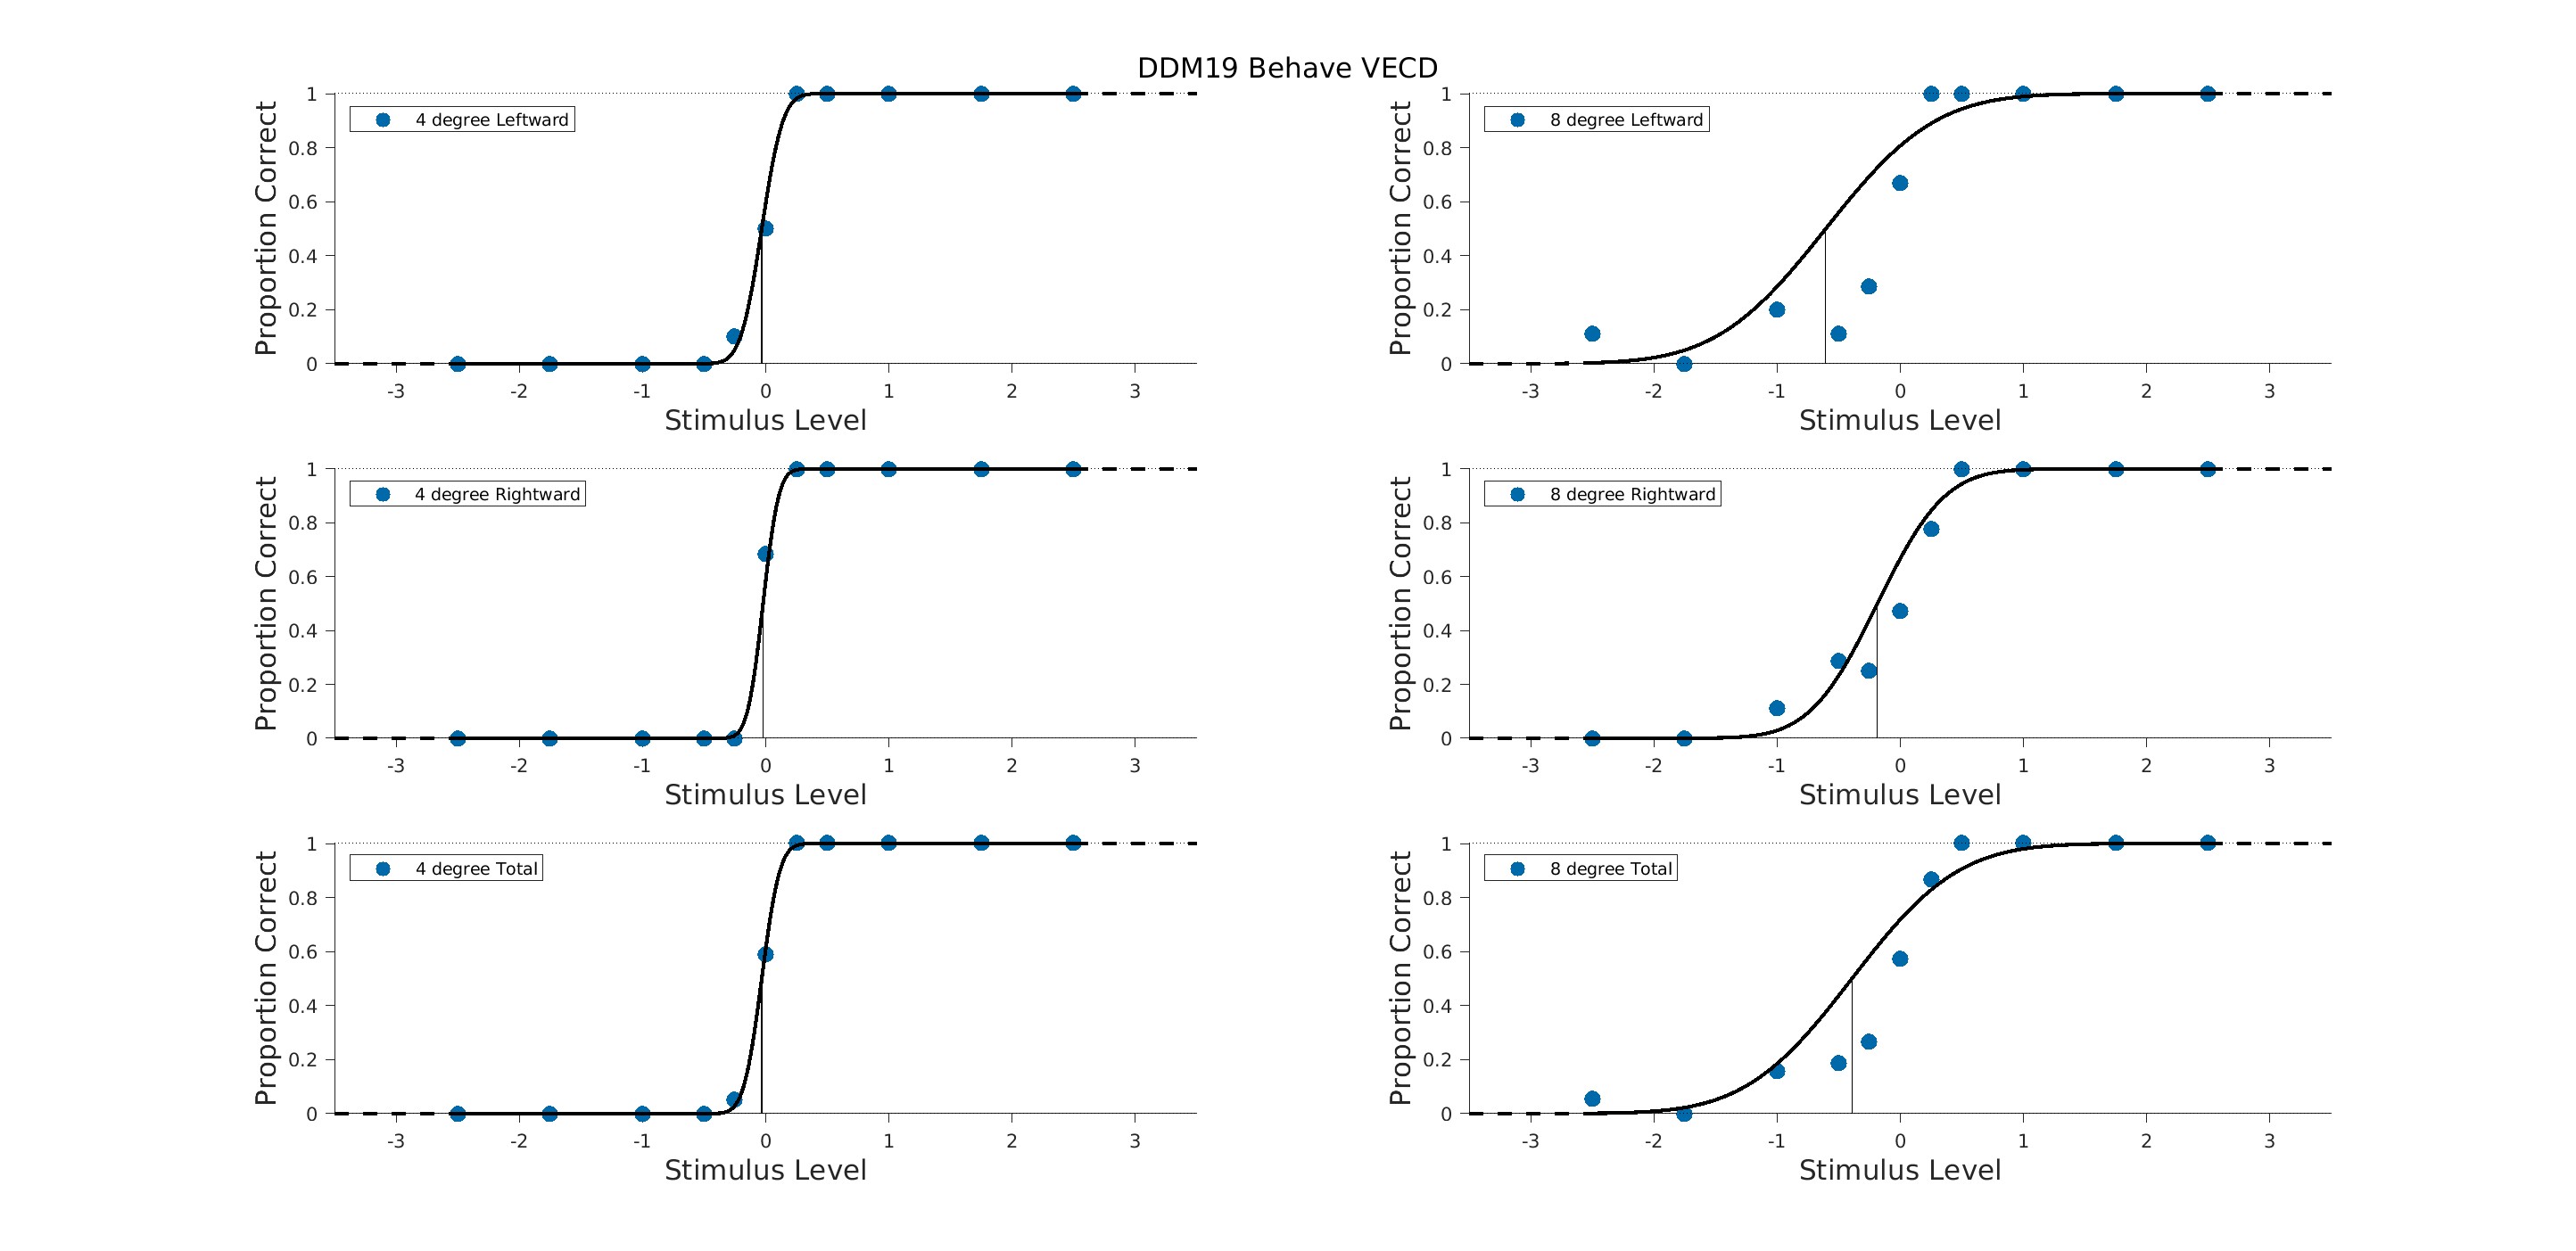 DDM19 Behave VECD
Proportion Correct
1
0.8
0.6
0.4
0.2
0
4 degree Leftward
-3 -2 -1 0 1 2 3
Stimulus Level
Proportion Correct
1
0.8
0.6
0.4
0.2
0
8 degree Leftward
-3 -2 -1 0 1 2 3
Stimulus Level
Proportion Correct
1
0.8
0.6
0.4
0.2
0
4 degree Rightward
-3 -2 -1 0 1 2 3
Stimulus Level
Proportion Correct
1
0.8
0.6
0.4
0.2
0
8 degree Rightward
-3 -2 -1 0 1 2 3
Stimulus Level
Proportion Correct
1
0.8
0.6
0.4
0.2
0
4 degree Total
-3 -2 -1 0 1 2 3
Stimulus Level
Proportion Correct
1
0.8
0.6
0.4
0.2
0
8 degree Total
-3 -2 -1 0 1 2 3
Stimulus Level